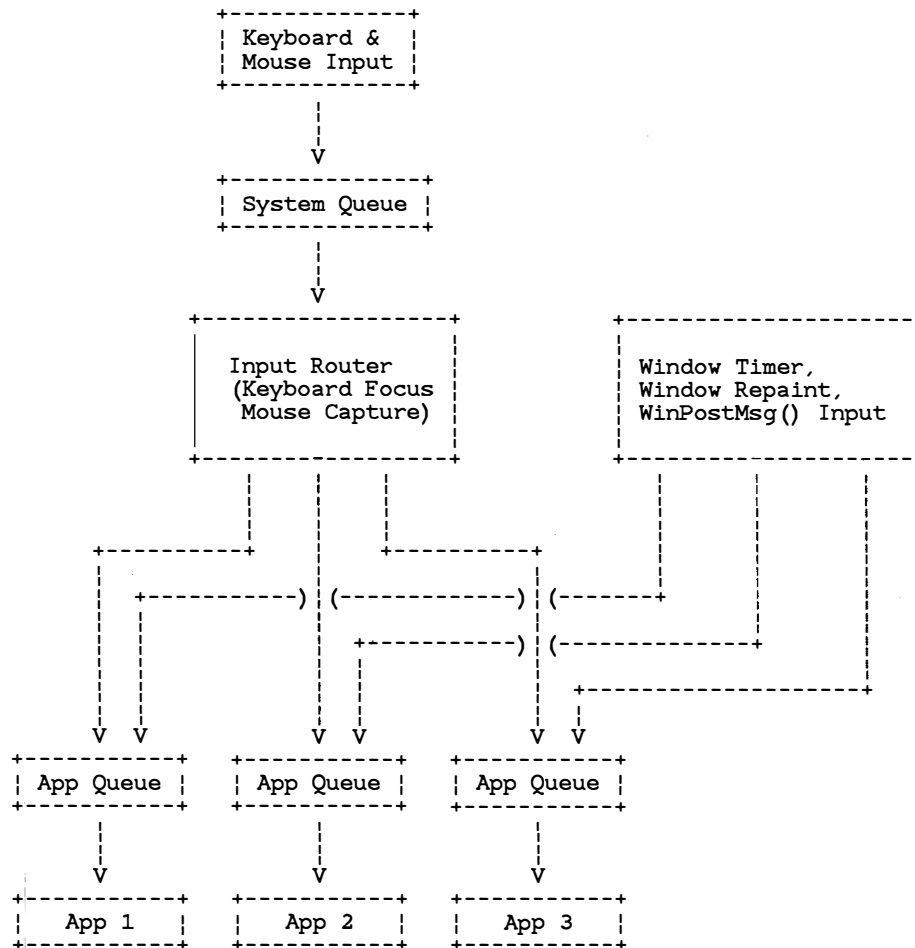 Keyboard &
Mouse Input
System Queue
Input Router
(Keyboard Focus
Mouse Capture)
Window Timer,
Window Repaint,
WinPostMsg() Input
App Queue
App Queue
App Queue
App 1
App 2
App 3